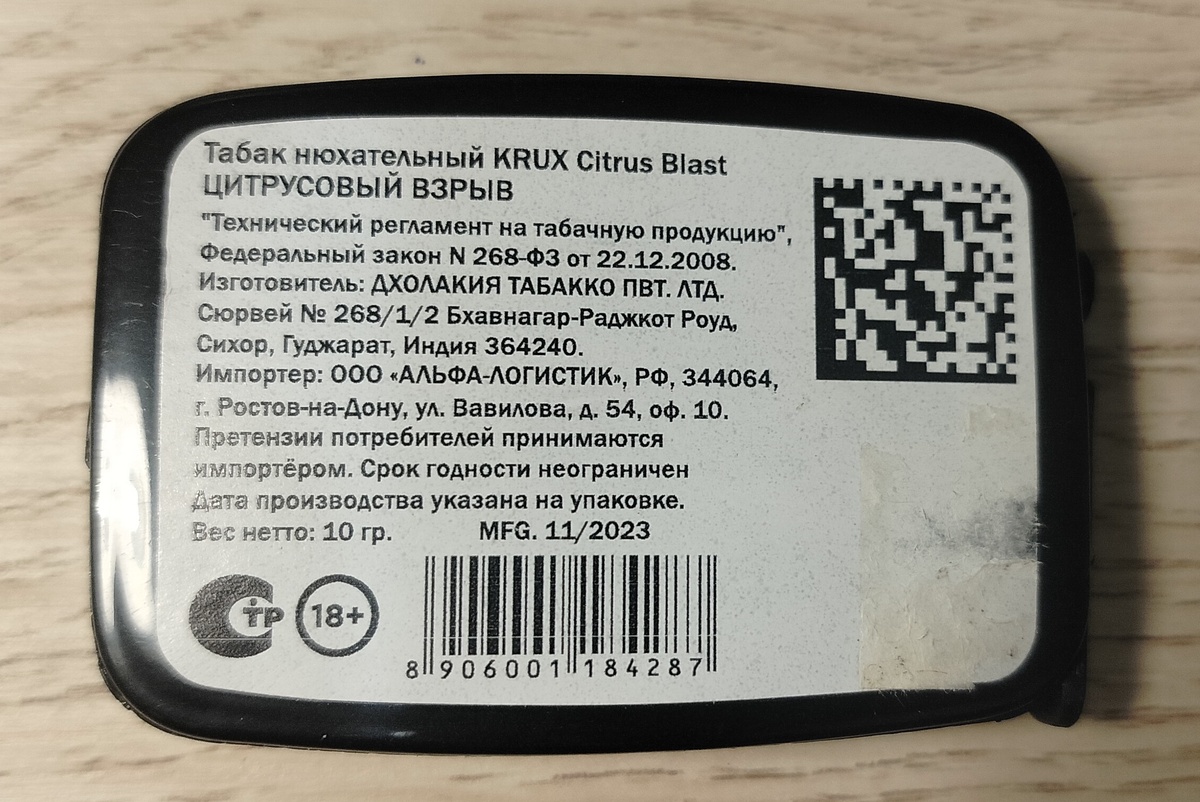 Табак нюхательный KRUX Citrus Blast
ЦИТРУСОВЫЙ ВЗРЫВ
"Технический регламент на табачную продукцию",
Федеральный закон N 268-ФЗ от 22.12.2008.
Изготовитель: ДХОЛАКИЯ ТАБАККО ПВТ. ЛТД.
Сюрвей № 268/1/2 Бхавнагар-Раджкот Роуд,
Сихор, Гуджарат, Индия 364240.
Импортер: ООО «АЛЬФА-ЛОГИСТИК», РФ, 344064,
г. Ростов-на-Дону, ул. Вавилова, д. 54, оф. 10.
Претензии потребителей принимаются
импортёром. Срок годности неограничен
Дата производства указана на упаковке.
Вес нетто: 10 гр. MFG. 11/2023
СТР 18+
8 906001 184287